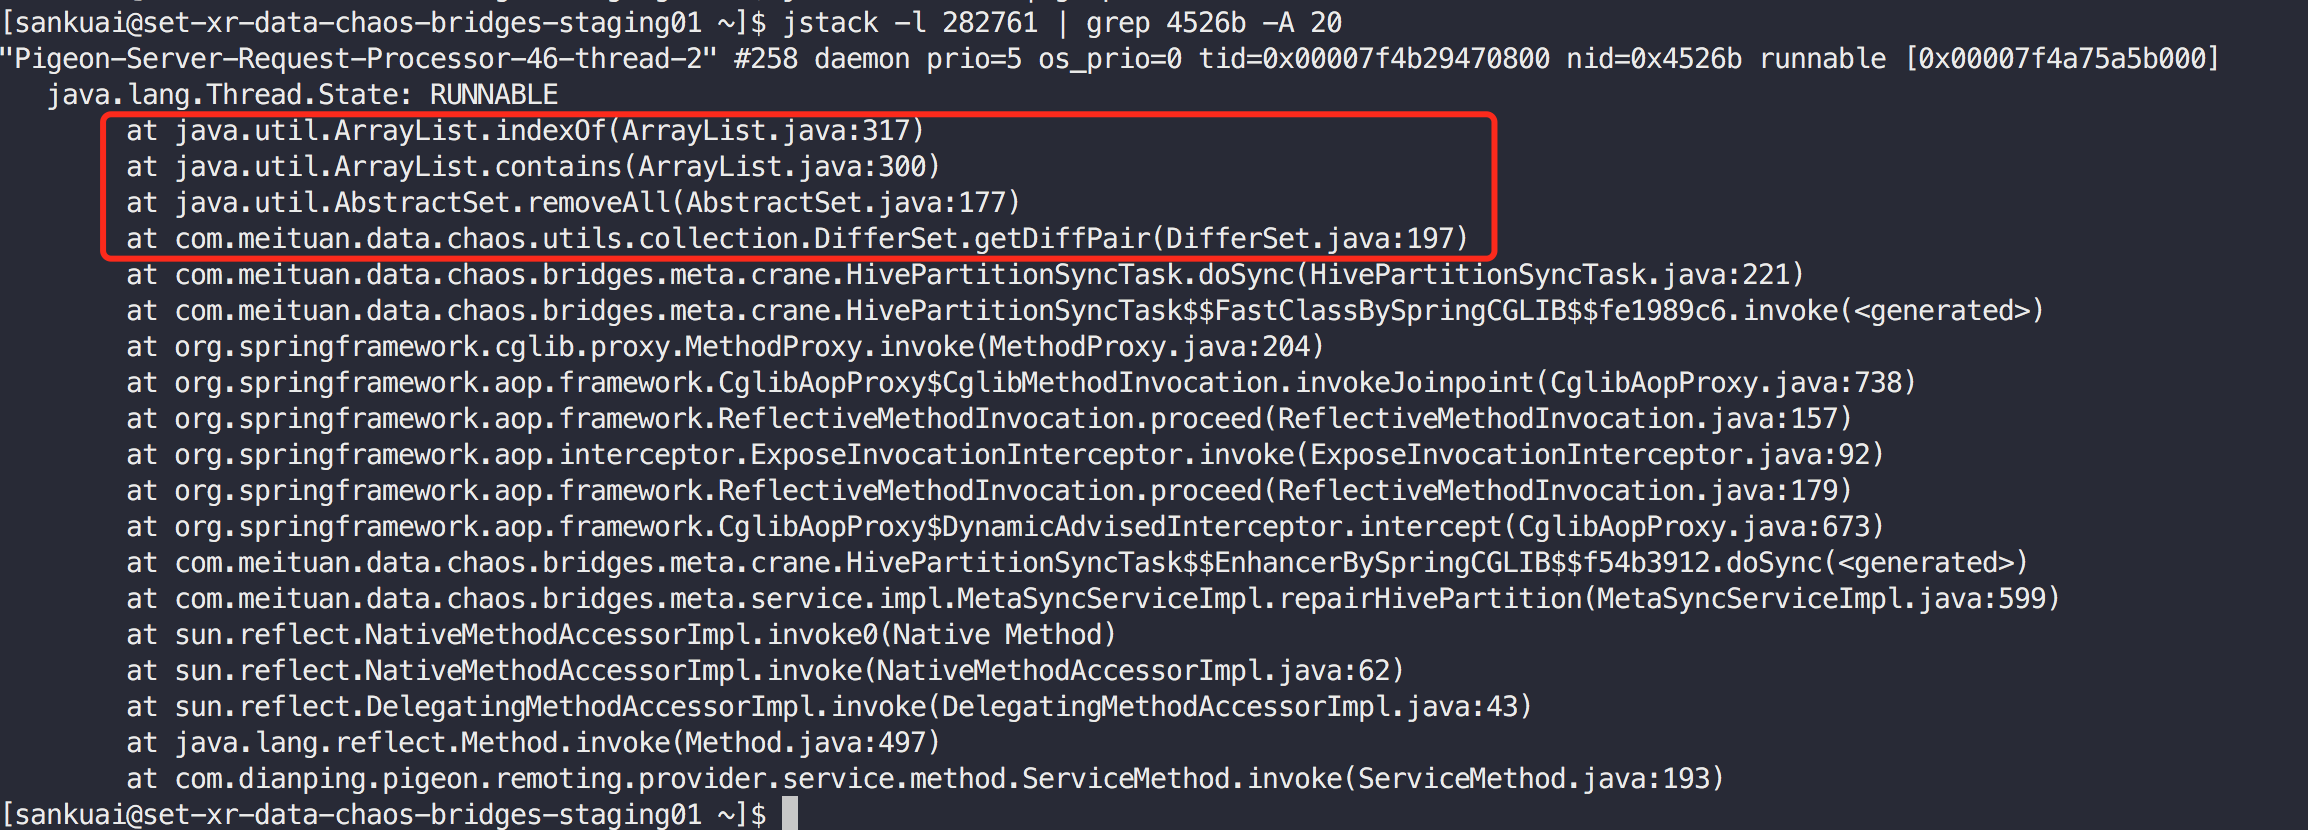 [sankuai@set-xr-data-chaos-bridges-staging01 ~]$ jstack -l 282761 | grep 4526b -A 20
"Pigeon-Server-Request-Processor-46-thread-2" #258 daemon prio=5 os_prio=0 tid=0x00007f4b29470800 nid=0x4526b runnable [0x00007f4a75a5b000]
   java.lang.Thread.State: RUNNABLE
        at java.util.ArrayList.indexOf(ArrayList.java:317)
        at java.util.ArrayList.contains(ArrayList.java:300)
        at java.util.AbstractSet.removeAll(AbstractSet.java:177)
        at com.meituan.data.chaos.utils.collection.DifferSet.getDiffPair(DifferSet.java:197)
        at com.meituan.data.chaos.bridges.meta.crane.HivePartitionSyncTask.doSync(HivePartitionSyncTask.java:221)
        at com.meituan.data.chaos.bridges.meta.crane.HivePartitionSyncTask$$FastClassBySpringCGLIB$$fe1989c6.invoke(<generated>)
        at org.springframework.cglib.proxy.MethodProxy.invoke(MethodProxy.java:204)
        at org.springframework.aop.framework.CglibAopProxy$CglibMethodInvocation.invokeJoinpoint(CglibAopProxy.java:738)
        at org.springframework.aop.framework.ReflectiveMethodInvocation.proceed(ReflectiveMethodInvocation.java:157)
        at org.springframework.aop.interceptor.ExposeInvocationInterceptor.invoke(ExposeInvocationInterceptor.java:92)
        at org.springframework.aop.framework.ReflectiveMethodInvocation.proceed(ReflectiveMethodInvocation.java:179)
        at org.springframework.aop.framework.CglibAopProxy$DynamicAdvisedInterceptor.intercept(CglibAopProxy.java:673)
        at com.meituan.data.chaos.bridges.meta.crane.HivePartitionSyncTask$$EnhancerBySpringCGLIB$$f54b3912.doSync(<generated>)
        at com.meituan.data.chaos.bridges.meta.service.impl.MetaSyncServiceImpl.repairHivePartition(MetaSyncServiceImpl.java:599)
        at sun.reflect.NativeMethodAccessorImpl.invoke0(Native Method)
        at sun.reflect.NativeMethodAccessorImpl.invoke(NativeMethodAccessorImpl.java:62)
        at sun.reflect.DelegatingMethodAccessorImpl.invoke(DelegatingMethodAccessorImpl.java:43)
        at java.lang.reflect.Method.invoke(Method.java:497)
        at com.dianping.pigeon.remoting.provider.service.method.ServiceMethod.invoke(ServiceMethod.java:193)
[sankuai@set-xr-data-chaos-bridges-staging01 ~]$